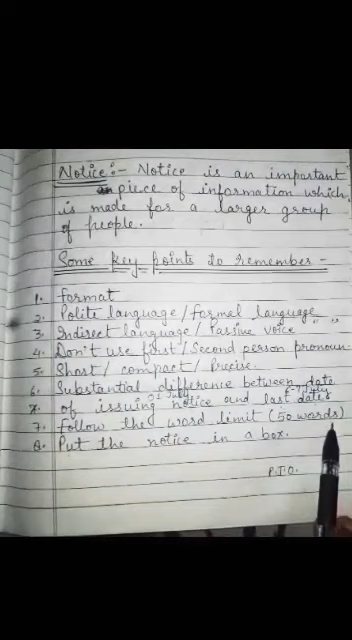 Notice:- Notice is an important
piece of information which
is made for a larger group
of people.
Some key points to remember -
1. Format
2. Polite language/formal language
3. Indirect language/Passive voice " "
4. Don't use first/Second person pronoun
5. Short/compact/precise.
6. Substantial difference between date
of issuing notice and last date
7. Follow the word limit (50 words)
8. Put the notice in a box.
P.T.O.